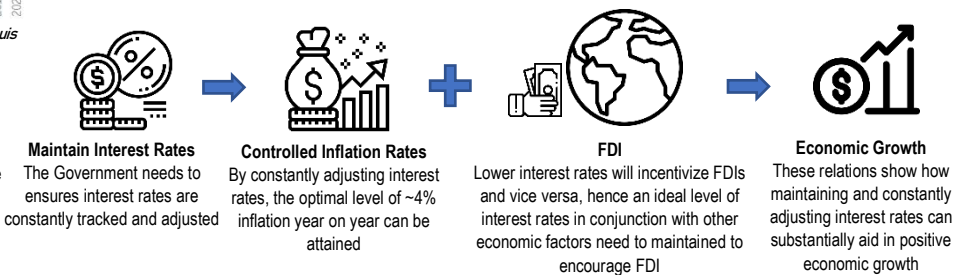 uis
Maintain Interest Rates
The Government needs to
ensures interest rates are
constantly tracked and adjusted
Controlled Inflation Rates
By constantly adjusting interest
rates, the optimal level of ~4%
inflation year on year can be
attained
FDI
Lower interest rates will incentivize FDIs
and vice versa, hence an ideal level of
interest rates in conjunction with other
economic factors need to maintained to
encourage FDI
Economic Growth
These relations show how
maintaining and constantly
adjusting interest rates can
substantially aid in positive
economic growth